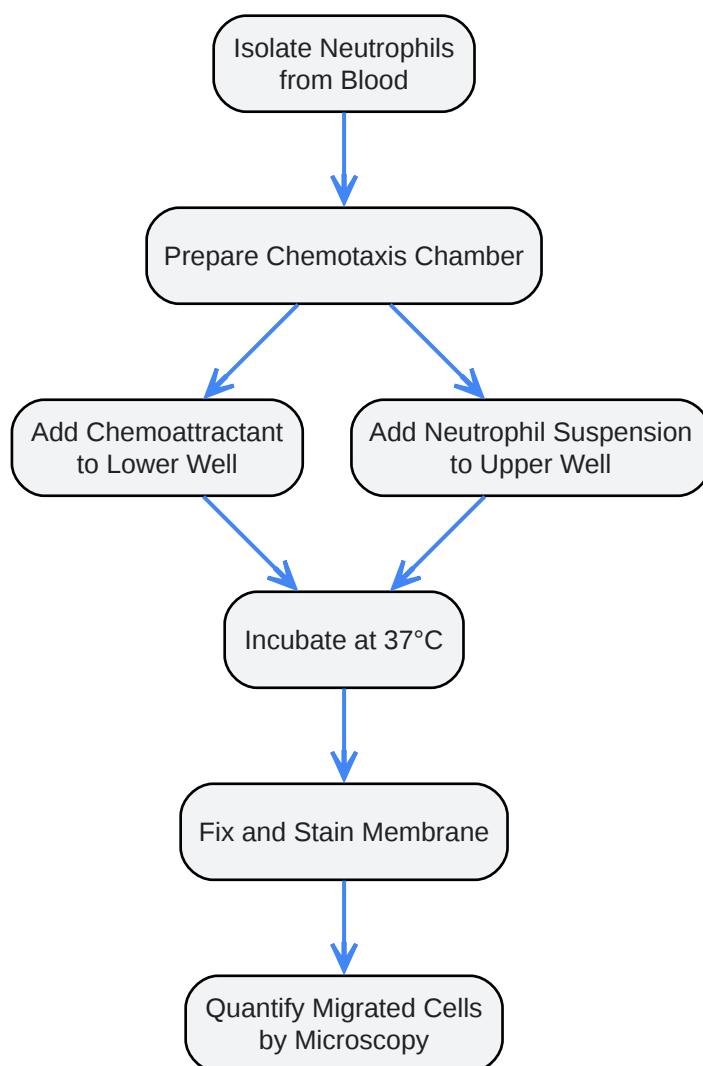 Isolate Neutrophils
from Blood
Prepare Chemotaxis Chamber
Add Chemoattractant
to Lower Well
Add Neutrophil Suspension
to Upper Well
Incubate at 37°C
Fix and Stain Membrane
Quantify Migrated Cells
by Microscopy